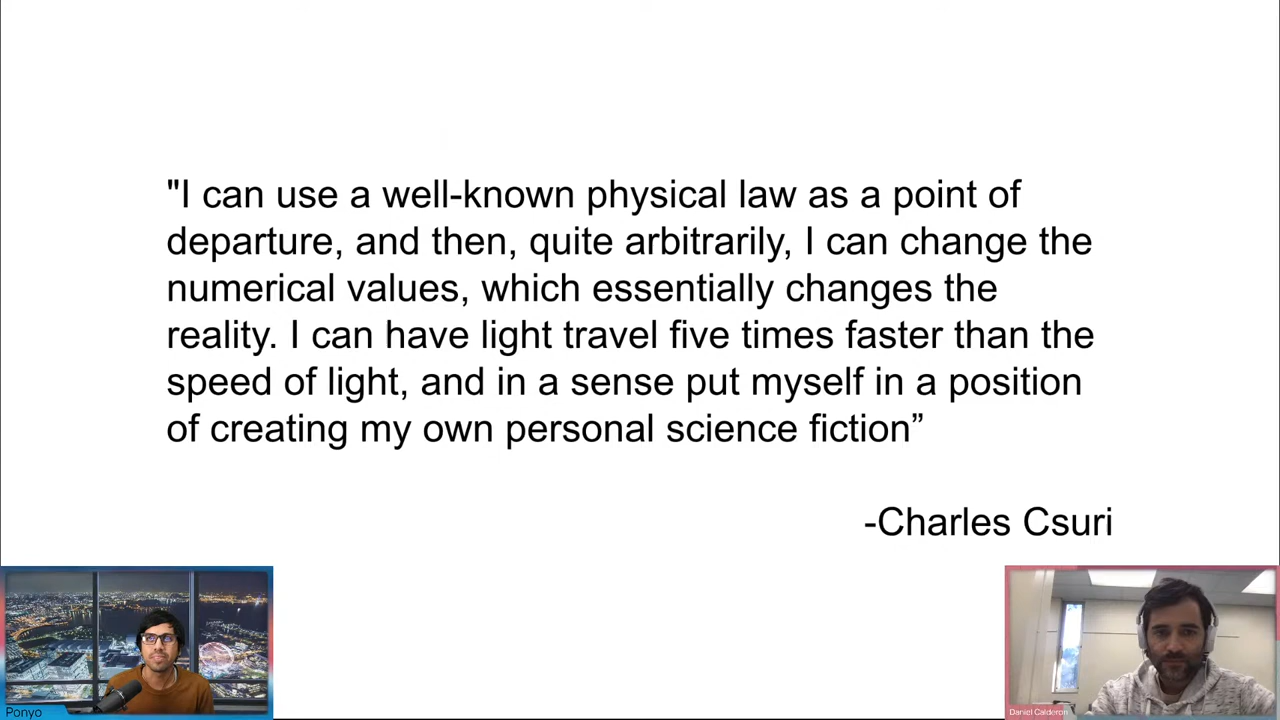 "I can use a well-known physical law as a point of
departure, and then, quite arbitrarily, I can change the
numerical values, which essentially changes the
reality. I can have light travel five times faster than the
speed of light, and in a sense put myself in a position
of creating my own personal science fiction”
-Charles Csuri
Ponyo
Daniel Calderon